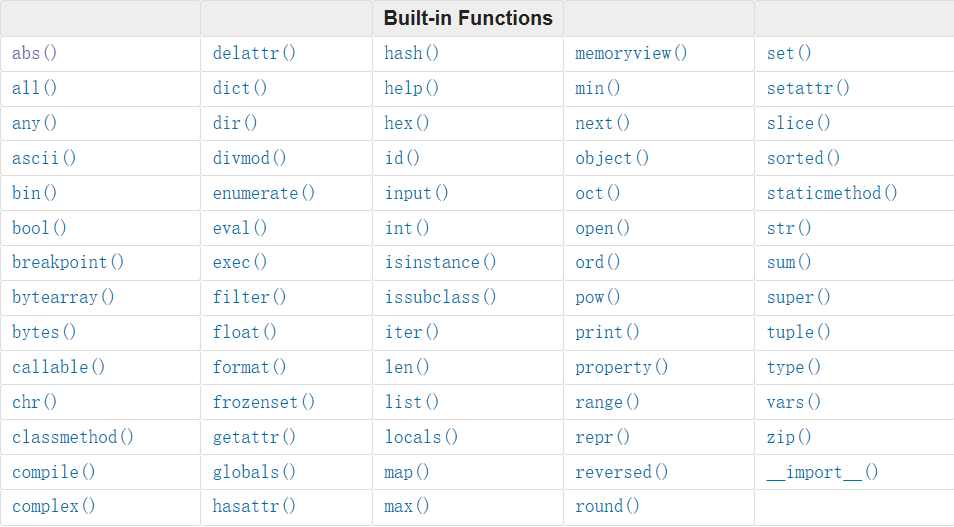 Built-in Functions
abs() delattr() hash() memoryview() set()
all() dict() help() min() setattr()
any() dir() hex() next() slice()
ascii() divmod() id() object() sorted()
bin() enumerate() input() oct() staticmethod()
bool() eval() int() open() str()
breakpoint() exec() isinstance() ord() sum()
bytearray() filter() issubclass() pow() super()
bytes() float() iter() print() tuple()
callable() format() len() property() type()
chr() frozenset() list() range() vars()
classmethod() getattr() locals() repr() zip()
compile() globals() map() reversed() __import__()
complex() hasattr() max() round()